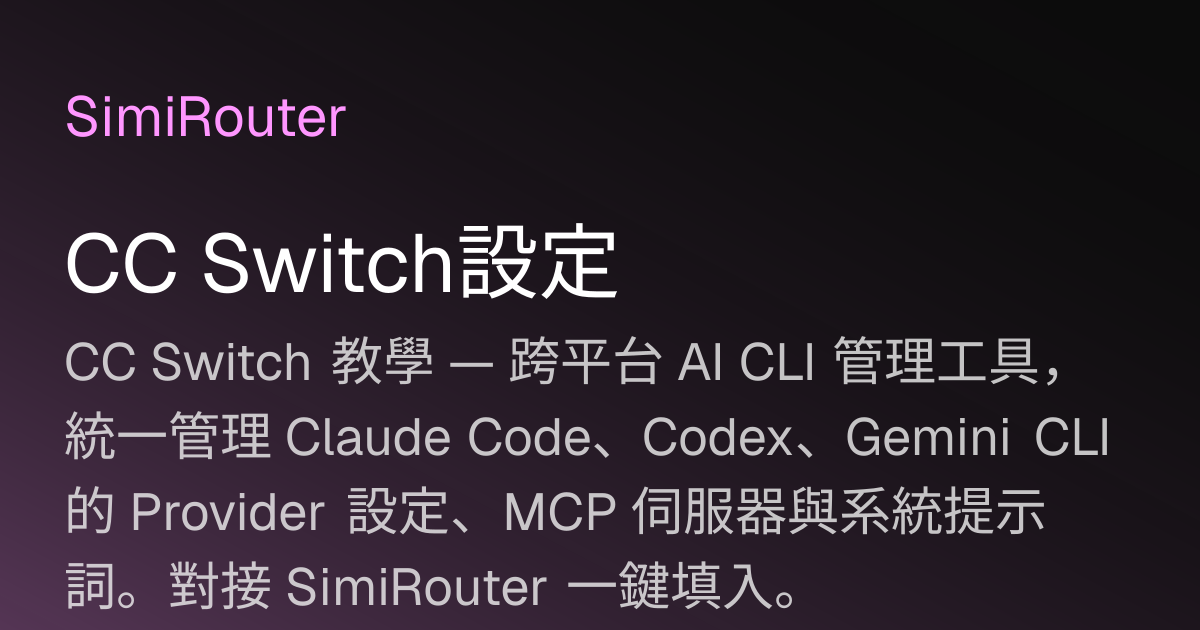 SimiRouter
CC Switch設定
CC Switch 教學 — 跨平台 AI CLI 管理工具，
統一管理 Claude Code、Codex、Gemini CLI
的 Provider 設定、MCP 伺服器與系統提示
詞。對接 SimiRouter 一鍵填入。